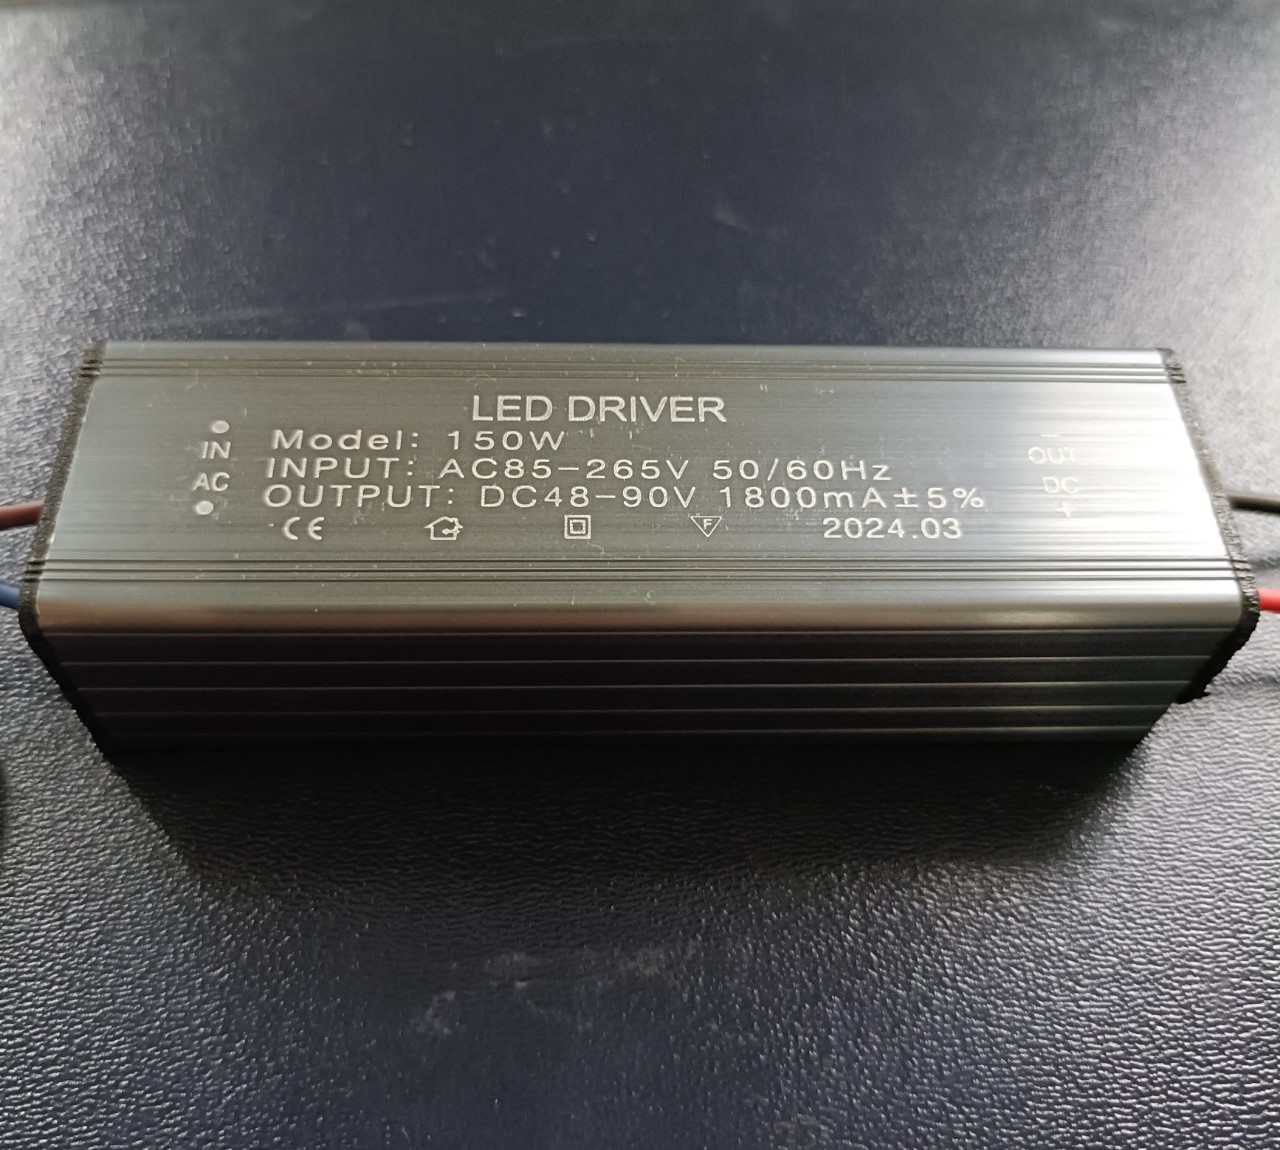 LED DRIVER
IN
AC
Model: 150W
INPUT: AC85-265V 50/60Hz
OUTPUT: DC48-90V 1800mA±5%
CE
F
2024.03
-
OUT
DC
+